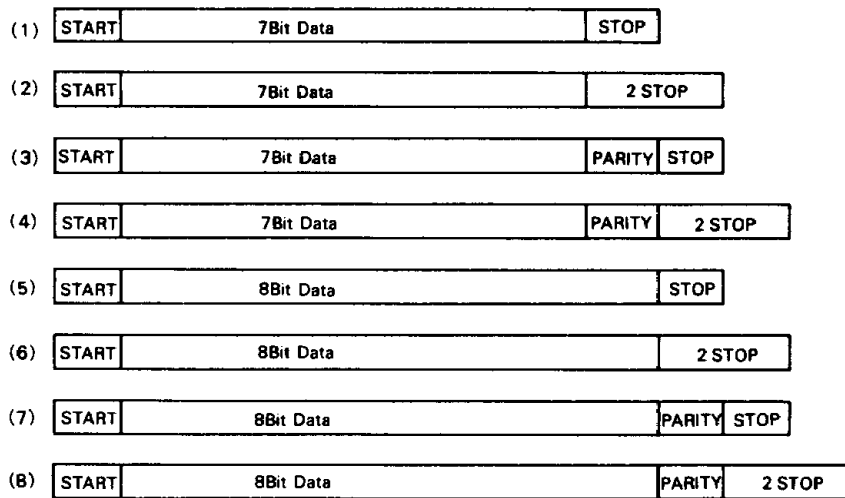 (1) START 7Bit Data STOP
(2) START 7Bit Data 2 STOP
(3) START 7Bit Data PARITY STOP
(4) START 7Bit Data PARITY 2 STOP
(5) START 8Bit Data STOP
(6) START 8Bit Data 2 STOP
(7) START 8Bit Data PARITY STOP
(8) START 8Bit Data PARITY 2 STOP